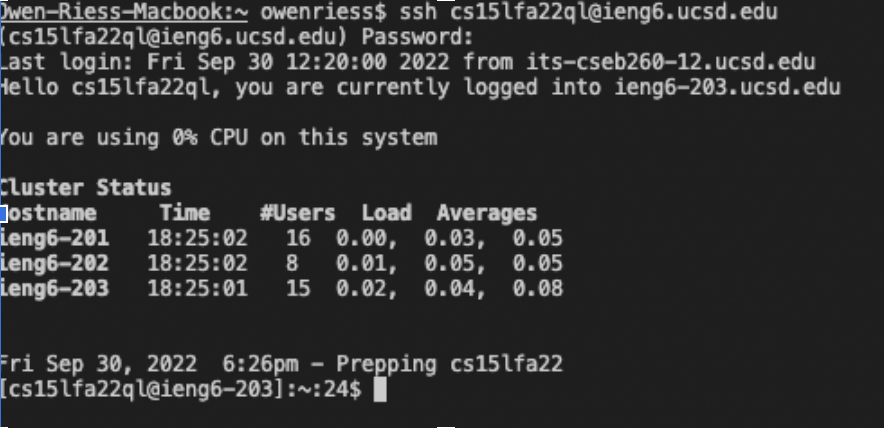 Owen-Riess-Macbook:~ owenriess$ ssh cs15lfa22ql@ieng6.ucsd.edu
(cs15lfa22ql@ieng6.ucsd.edu) Password:
Last login: Fri Sep 30 12:20:00 2022 from its-cseb260-12.ucsd.edu
Hello cs15lfa22ql, you are currently logged into ieng6-203.ucsd.edu
You are using 0% CPU on this system
Cluster Status
Hostname Time #Users Load Averages
ieng6-201 18:25:02 16 0.00, 0.03, 0.05
ieng6-202 18:25:02 8 0.01, 0.05, 0.05
ieng6-203 18:25:01 15 0.02, 0.04, 0.08
Fri Sep 30, 2022 6:26pm - Prepping cs15lfa22
[cs15lfa22ql@ieng6-203]:~:24$